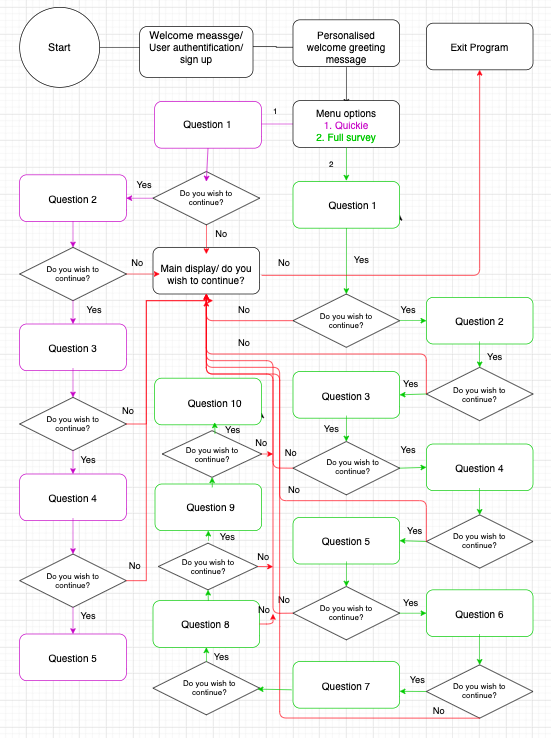 Start
Welcome meassge/
User authentification/
sign up
Personalised
welcome greeting
message
Exit Program
Menu options
1. Quickie
2. Full survey
1
Question 1
2
Yes
Do you wish to
continue?
Question 2
Question 1
No
Do you wish to
continue?
No
Main display/ do you
wish to continue?
No
Yes
Yes
Question 3
No
Do you wish to
continue?
Yes
Question 2
No
Yes
Do you wish to
continue?
Yes
Question 3
Question 10
Do you wish to
continue?
No
Yes
Yes
Do you wish to
continue?
No
Do you wish to
continue?
Yes
Question 4
Yes
Question 4
No
Question 9
Yes
Do you wish to
continue?
Yes
Question 5
Do you wish to
continue?
No
Do you wish to
continue?
No
Yes
Question 5
Question 8
No
No
Do you wish to
continue?
Yes
Question 6
Yes
Do you wish to
continue?
Question 7
Yes
Do you wish to
continue?
No